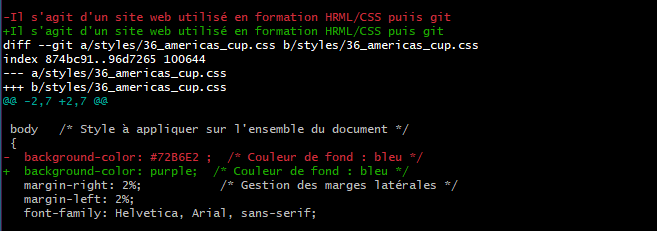 -Il s'agit d'un site web utilisé en formation HRML/CSS puiis git
+Il s'agit d'un site web utilisé en formation HRML/CSS puis git
diff --git a/styles/36_americas_cup.css b/styles/36_americas_cup.css
index 874bc91..96d7265 100644
--- a/styles/36_americas_cup.css
+++ b/styles/36_americas_cup.css
@@ -2,7 +2,7 @@

 body   /* Style à appliquer sur l'ensemble du document */
 {
-  background-color: #72B6E2 ;  /* Couleur de fond : bleu */
+  background-color: purple;  /* Couleur de fond : bleu */
   margin-right: 2%;           /* Gestion des marges latérales */
   margin-left: 2%;
   font-family: Helvetica, Arial, sans-serif;